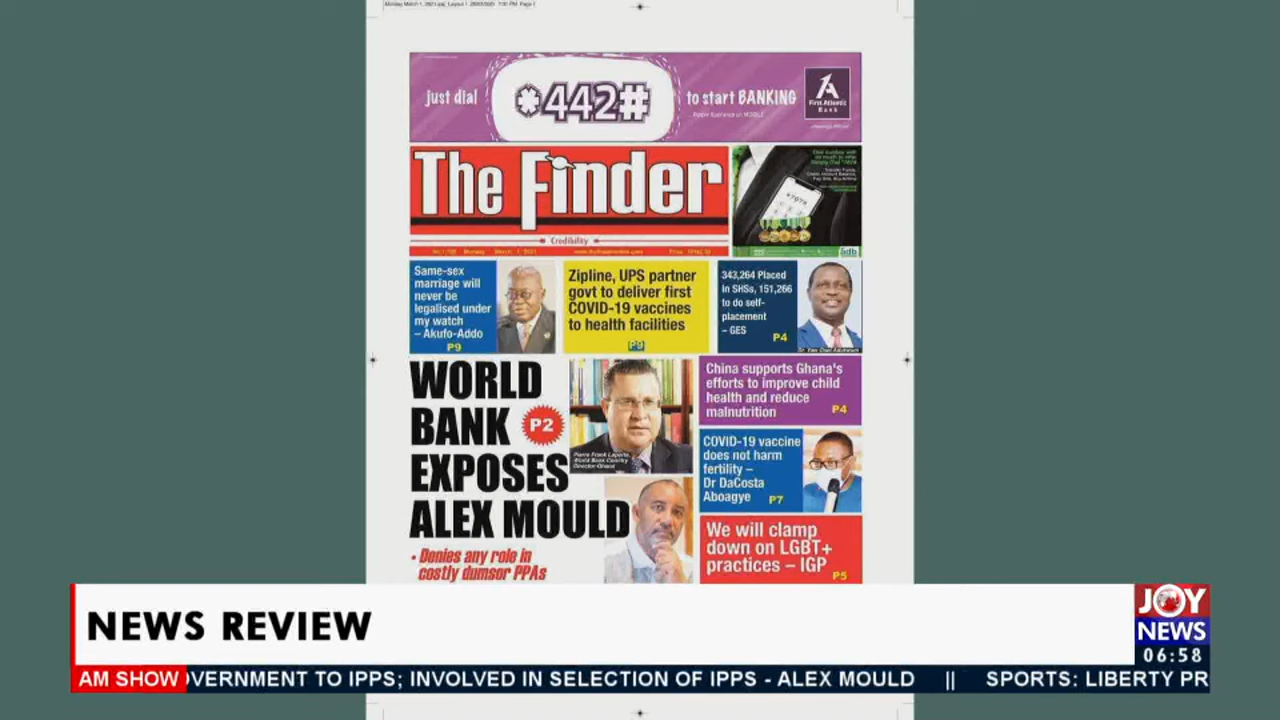 just dial
*442#
to start BANKING
First Atlantic
Bank
The Finder
Credibility
Same-sex
marriage will
never be
legalised under
my watch
– Akufo-Addo
P9
Zipline, UPS partner
govt to deliver first
COVID-19 vaccines
to health facilities
P9
343,264 Placed
in SHSs, 151,266
to do self-
placement
– GES
P4
WORLD
BANK
EXPOSES
ALEX MOULD
P2
World Bank Country
Director-Ghana
• Denies any role in
costly dumsor PPAs
China supports Ghana's
efforts to improve child
health and reduce
malnutrition
P4
COVID-19 vaccine
does not harm
fertility –
Dr DaCosta
Aboagye
P7
We will clamp
down on LGBT+
practices – IGP
P5
NEWS REVIEW
JOY
NEWS
06:58
AM SHOW
OVERNMENT TO IPPS; INVOLVED IN SELECTION OF IPPS - ALEX MOULD || SPORTS: LIBERTY PR